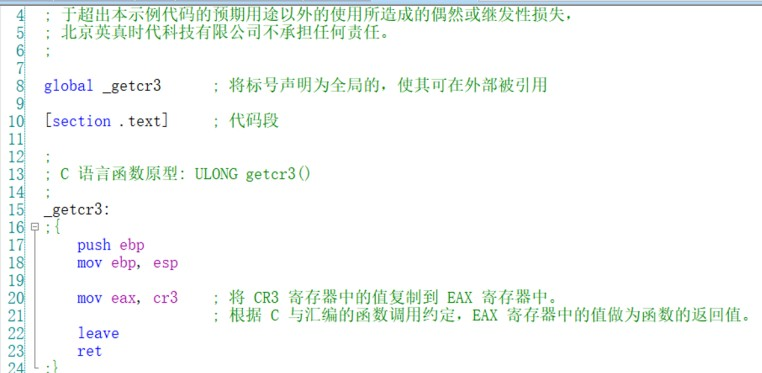 4 ; 于超出本示例代码的预期用途以外的使用所造成的偶然或继发性损失，
5 ; 北京英真时代科技有限公司不承担任何责任。
6 ;
7
8 global _getcr3 ; 将标号声明为全局的，使其可在外部被引用
9
10 [section .text] ; 代码段
11
12 ;
13 ; C 语言函数原型: ULONG getcr3()
14 ;
15 _getcr3:
16 ;{
17 push ebp
18 mov ebp, esp
19
20 mov eax, cr3 ; 将 CR3 寄存器中的值复制到 EAX 寄存器中。
21 ; 根据 C 与汇编的函数调用约定，EAX 寄存器中的值做为函数的返回值。
22 leave
23 ret
24 ;}